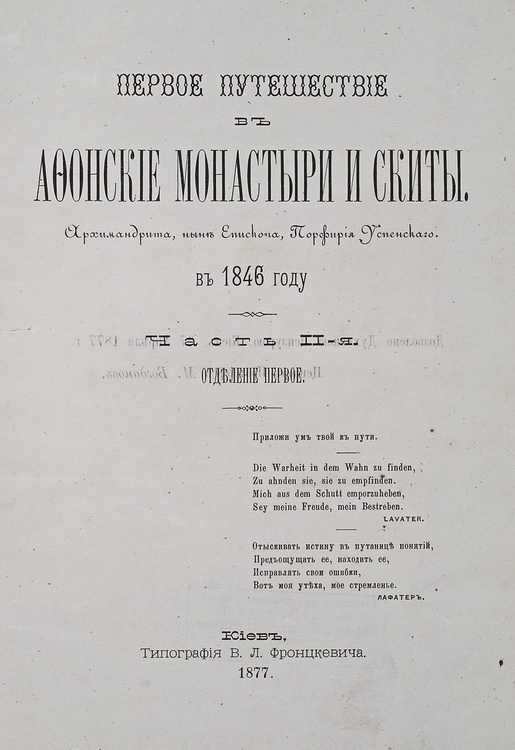 ПЕРВОЕ ПУТЕШЕСТВІЕ
ВЪ
АѲОНСКІЕ МОНАСТЫРИ И СКИТЫ.
Архимандрита, нынѣ Епископа, Порфирія Успенскаго.
въ 1846 году
Часть II-я.
ОТДѢЛЕНІЕ ПЕРВОЕ.
Приложи умъ твой къ пути.
Die Warheit in dem Wahn zu finden,
Zu ahnden sie, sie zu empfinden.
Mich aus dem Schutt emporzuheben,
Sey meine Freude, mein Bestreben.
LAVATER.
Отыскивать истину въ путаницѣ понятій,
Предъощущать ее, находить ее,
Исправлять свои ошибки,
Вотъ моя утѣха, мое стремленье.
ЛАФАТЕРЪ.
Кіевъ,
Типографія В. Л. Фронцкевича.
1877.